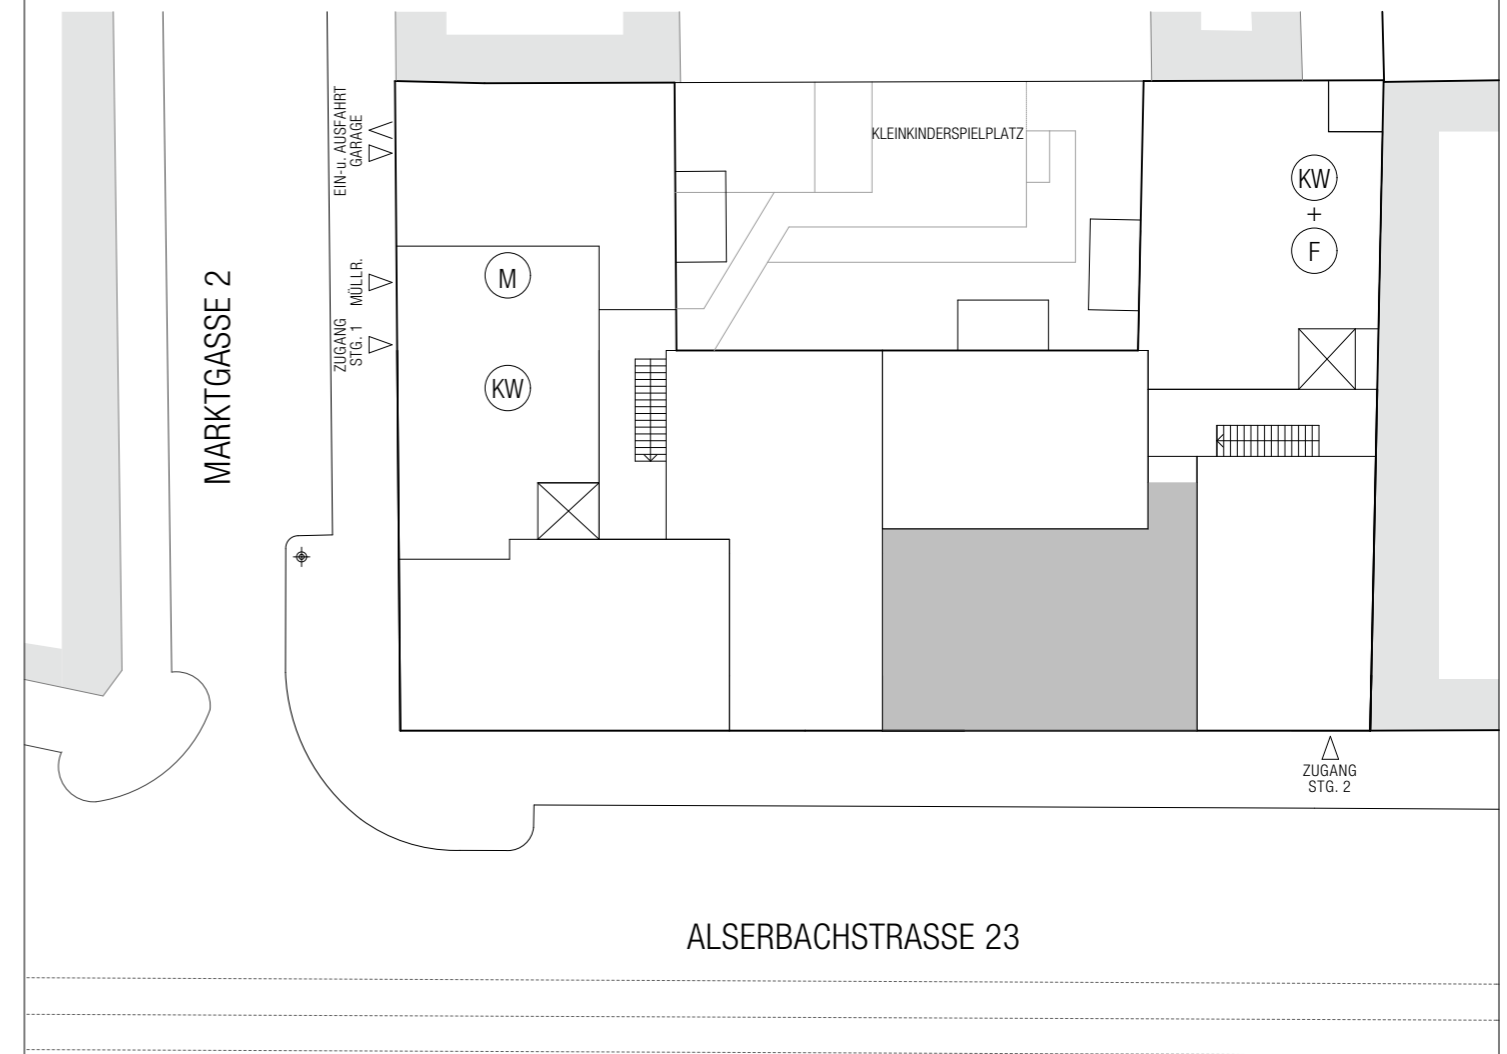 EIN-u. AUSFAHRT
GARAGE
KLEINKINDERSPIELPLATZ
KW
+
F
MÜLLR.
M
MARKTGASSE 2
ZUGANG
STG. 1
KW
ZUGANG
STG. 2
ALSERBACHSTRASSE 23